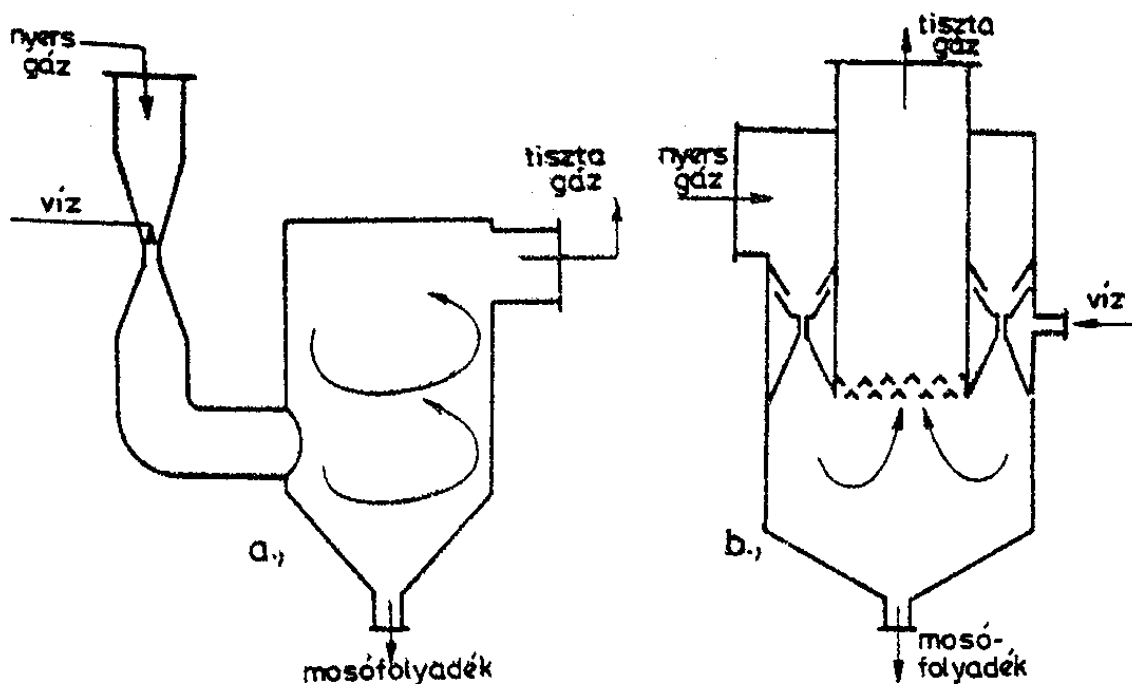 nyers
gáz
víz
tiszta
gáz
a.,
mosófolyadék
tiszta
gáz
nyers
gáz
víz
b.,
mosó-
folyadék